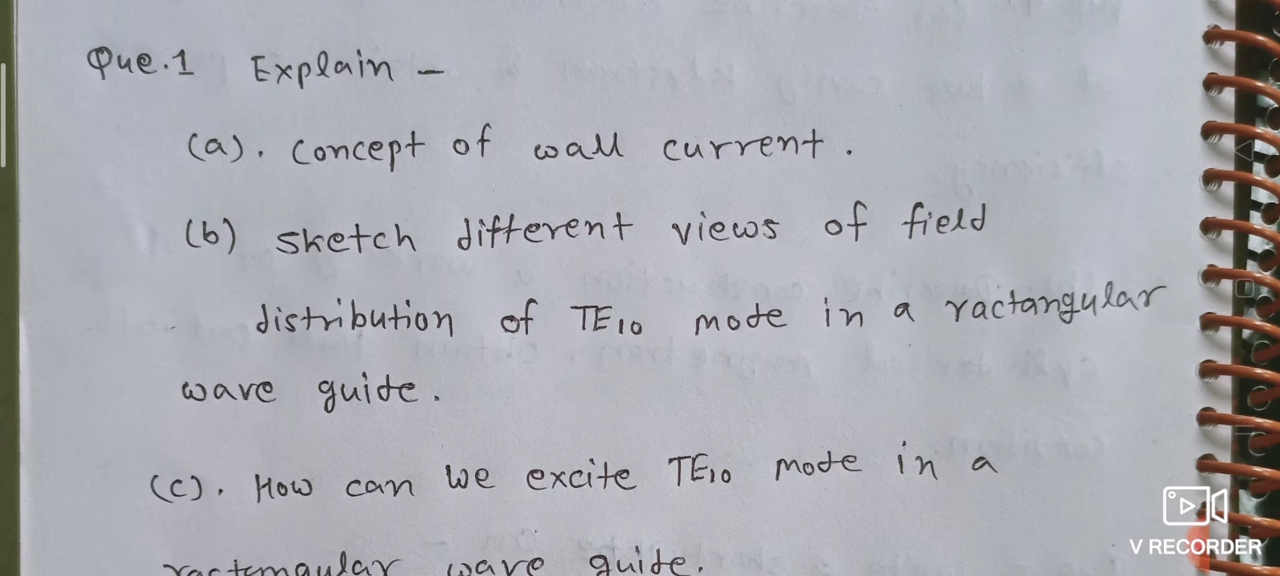 Que.1 Explain -
(a). concept of wall current.
(b) sketch different views of field
distribution of TE10 mode in a ractangular
wave guide.
(c). How can we excite TE10 mode in a
ractangular wave guide.
V RECORDER